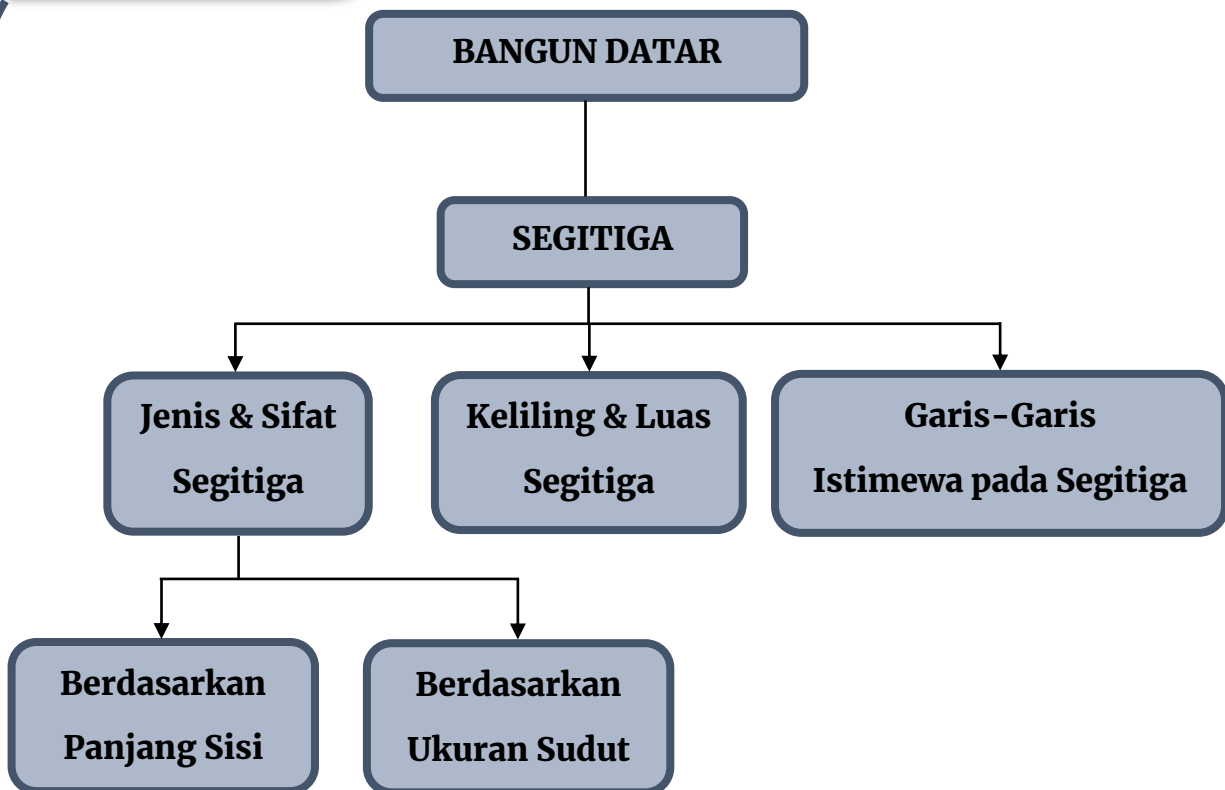 BANGUN DATAR
SEGITIGA
Jenis & Sifat
Segitiga
Keliling & Luas
Segitiga
Garis-Garis
Istimewa pada Segitiga
Berdasarkan
Panjang Sisi
Berdasarkan
Ukuran Sudut